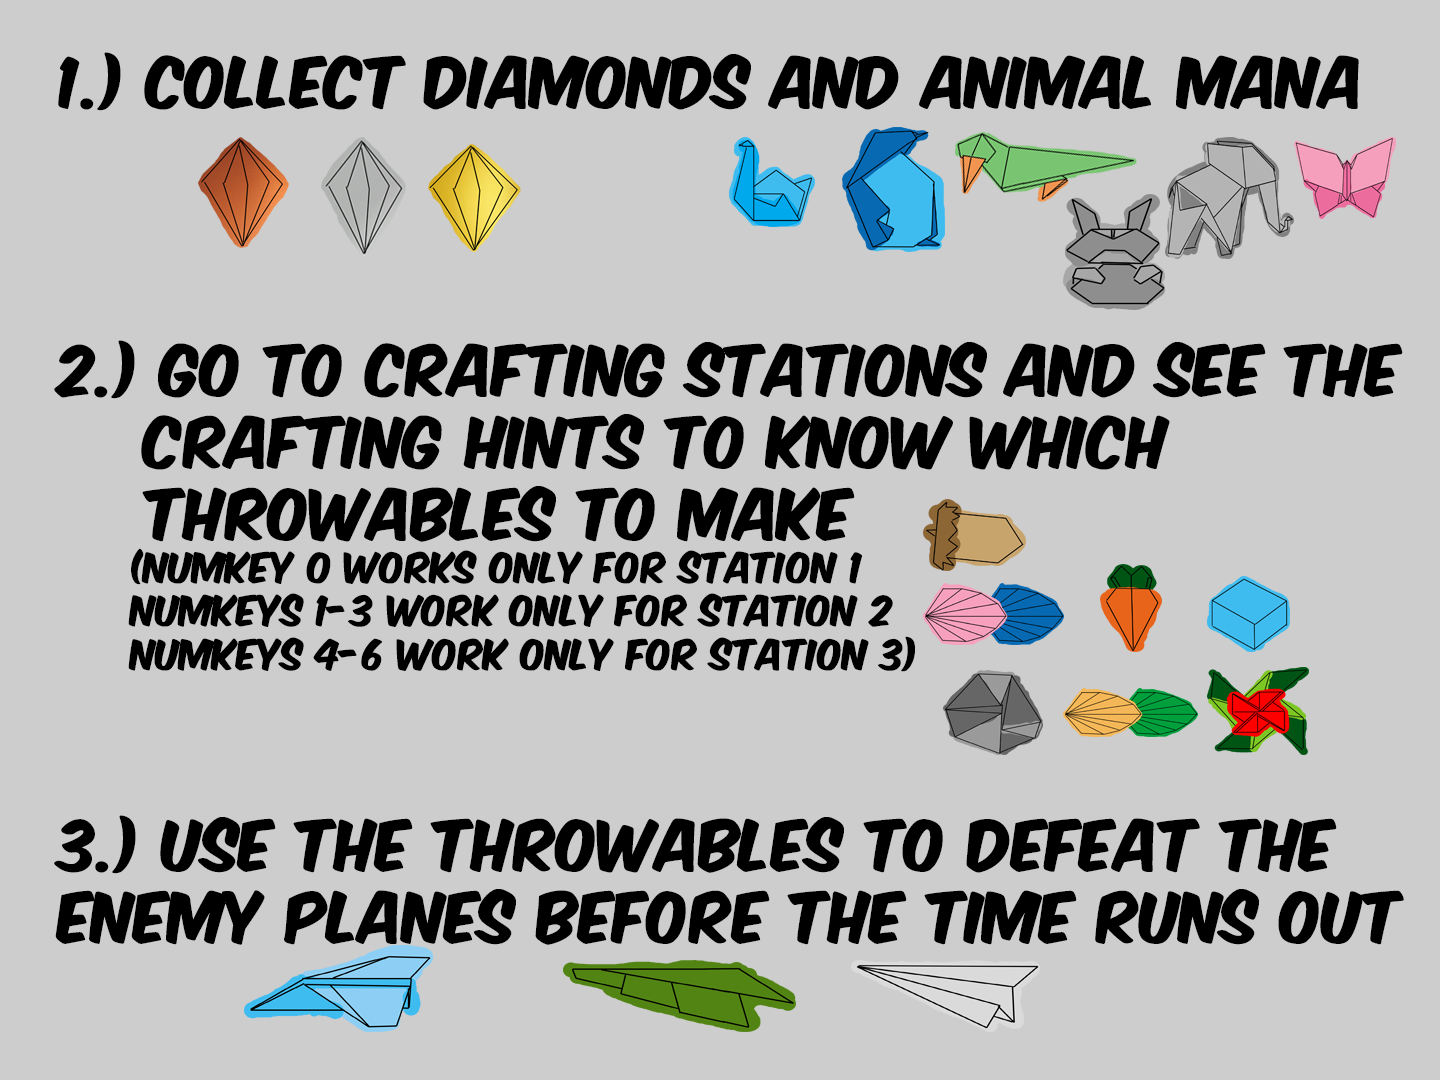 1.) COLLECT DIAMONDS AND ANIMAL MANA
2.) GO TO CRAFTING STATIONS AND SEE THE
CRAFTING HINTS TO KNOW WHICH
THROWABLES TO MAKE
(NUMKEY 0 WORKS ONLY FOR STATION 1
NUMKEYS 1-3 WORK ONLY FOR STATION 2
NUMKEYS 4-6 WORK ONLY FOR STATION 3)
3.) USE THE THROWABLES TO DEFEAT THE
ENEMY PLANES BEFORE THE TIME RUNS OUT